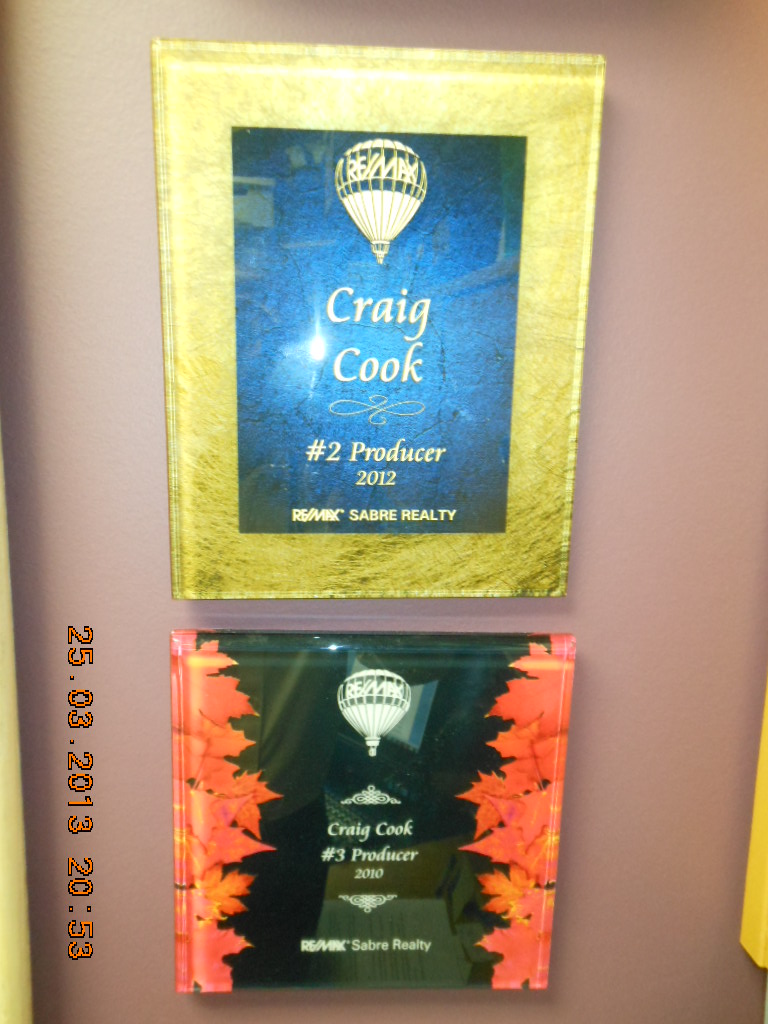 RE/MAX
Craig
Cook
#2 Producer
2012
RE/MAX® SABRE REALTY
RE/MAX
Craig Cook
#3 Producer
2010
RE/MAX® Sabre Realty
25.03.2013 20:53